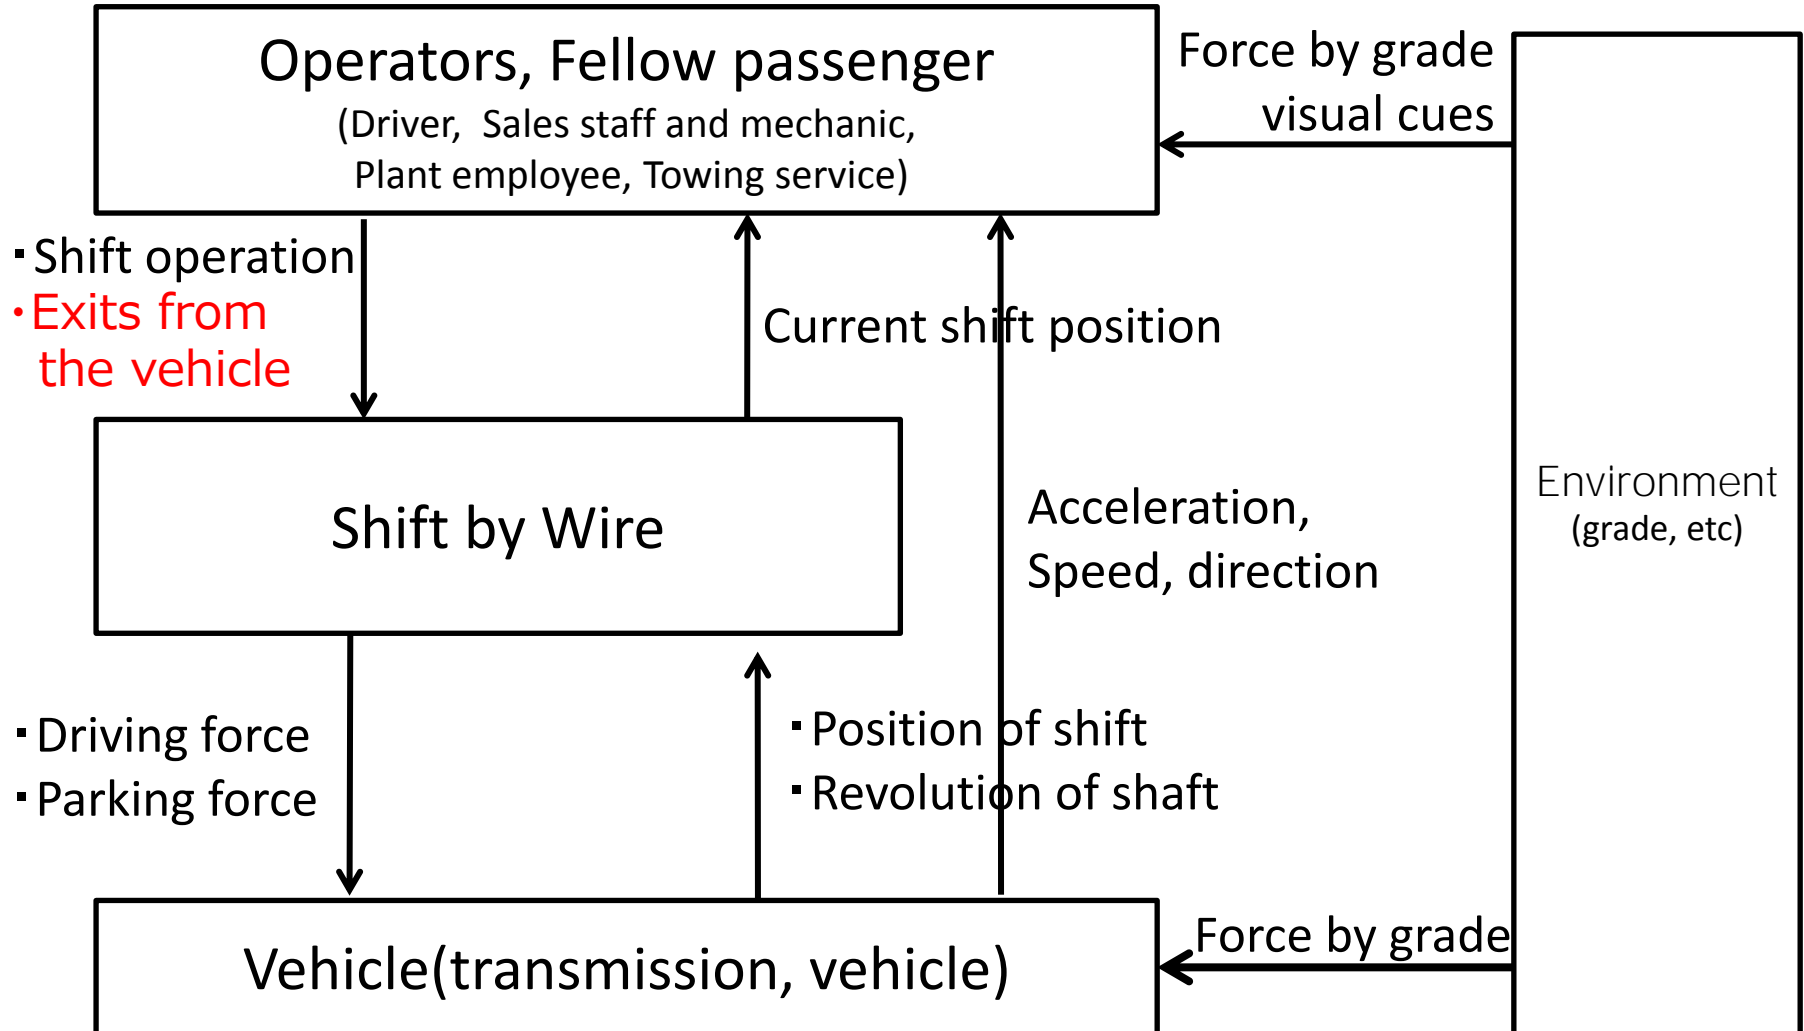 Operators, Fellow passenger
(Driver, Sales staff and mechanic,
Plant employee, Towing service)
Force by grade
visual cues
▪Shift operation
・Exits from
the vehicle
Current shift position
Shift by Wire
Acceleration,
Speed, direction
Environment
(grade, etc)
▪Driving force
▪Parking force
▪Position of shift
▪Revolution of shaft
Force by grade
Vehicle(transmission, vehicle)